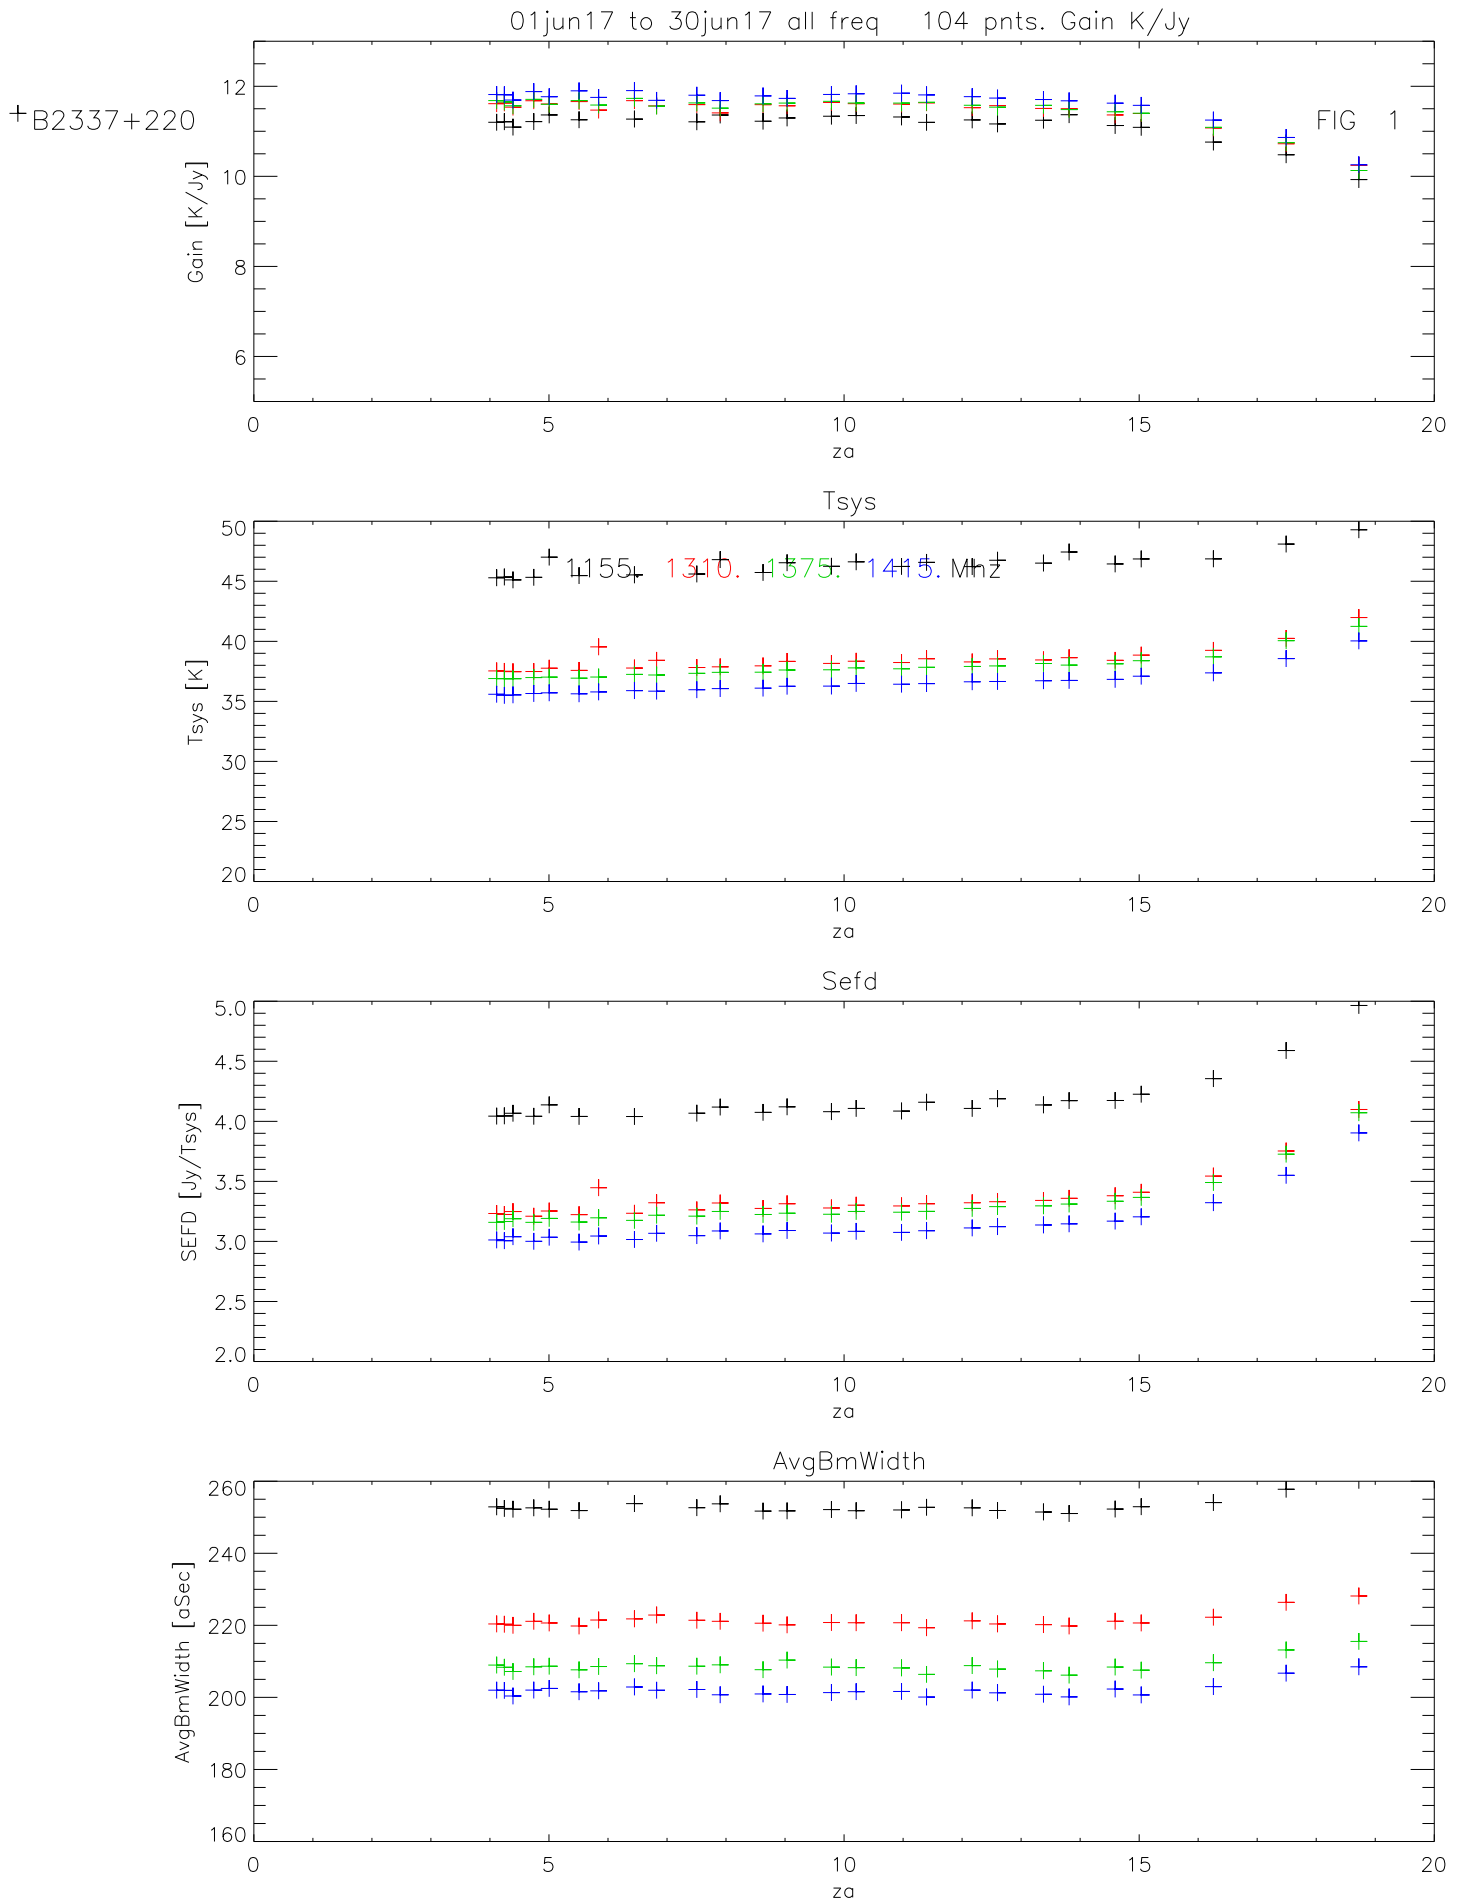 01jun17 to 30jun17 all freq 104 pnts. Gain K/Jy
+B2337+220
FIG 1
Gain [K/Jy]
12
10
8
6
0 5 10 15 20
za
Tsys
1155. 1310. 1375. 1415. Mhz
Tsys [K]
50
45
40
35
30
25
20
0 5 10 15 20
za
Sefd
SEFD [Jy/Tsys]
5.0
4.5
4.0
3.5
3.0
2.5
2.0
0 5 10 15 20
za
AvgBmWidth
AvgBmWidth [aSec]
260
240
220
200
180
160
0 5 10 15 20
za